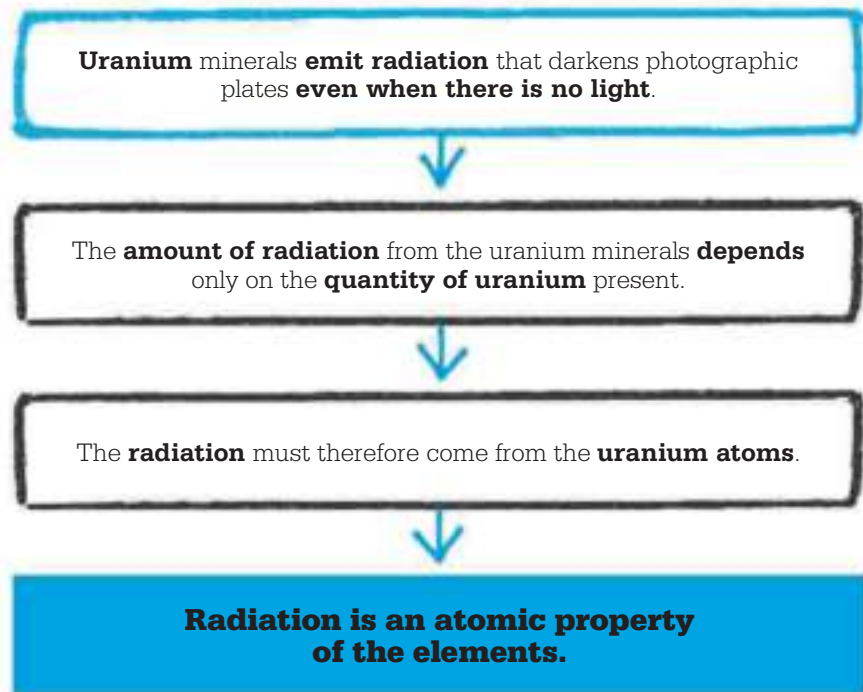 Uranium minerals emit radiation that darkens photographic
plates even when there is no light.
The amount of radiation from the uranium minerals depends
only on the quantity of uranium present.
The radiation must therefore come from the uranium atoms.
Radiation is an atomic property
of the elements.